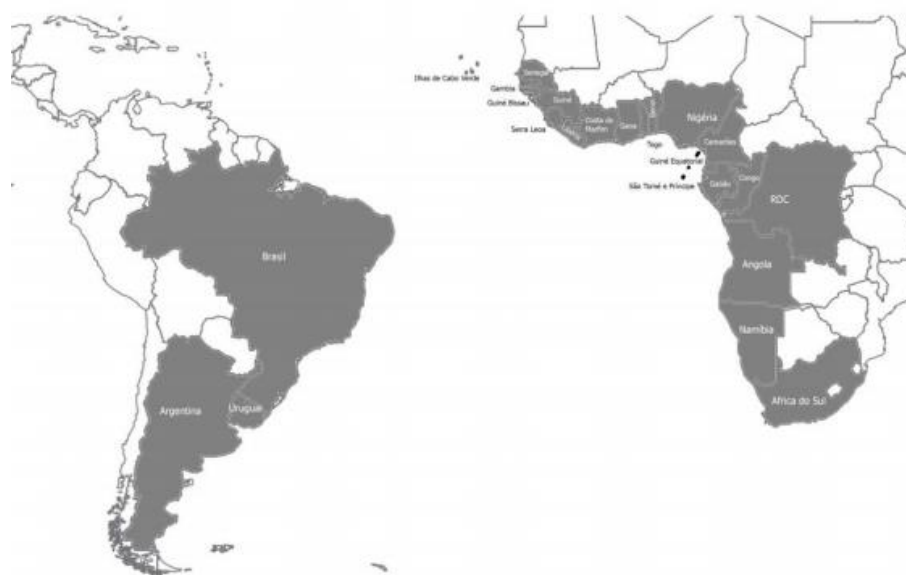 Ilhas de Cabo Verde
Senegal
Gambia
Guiné Bissau
Guiné
Serra Leoa
Libéria
Costa do
Marfim
Gana
Togo
Benin
Nigéria
Camarões
Guiné Equatorial
São Tomé e Príncipe
Gabão
Congo
RDC
Brasil
Angola
Namíbia
Argentina
Uruguai
Africa do Sul